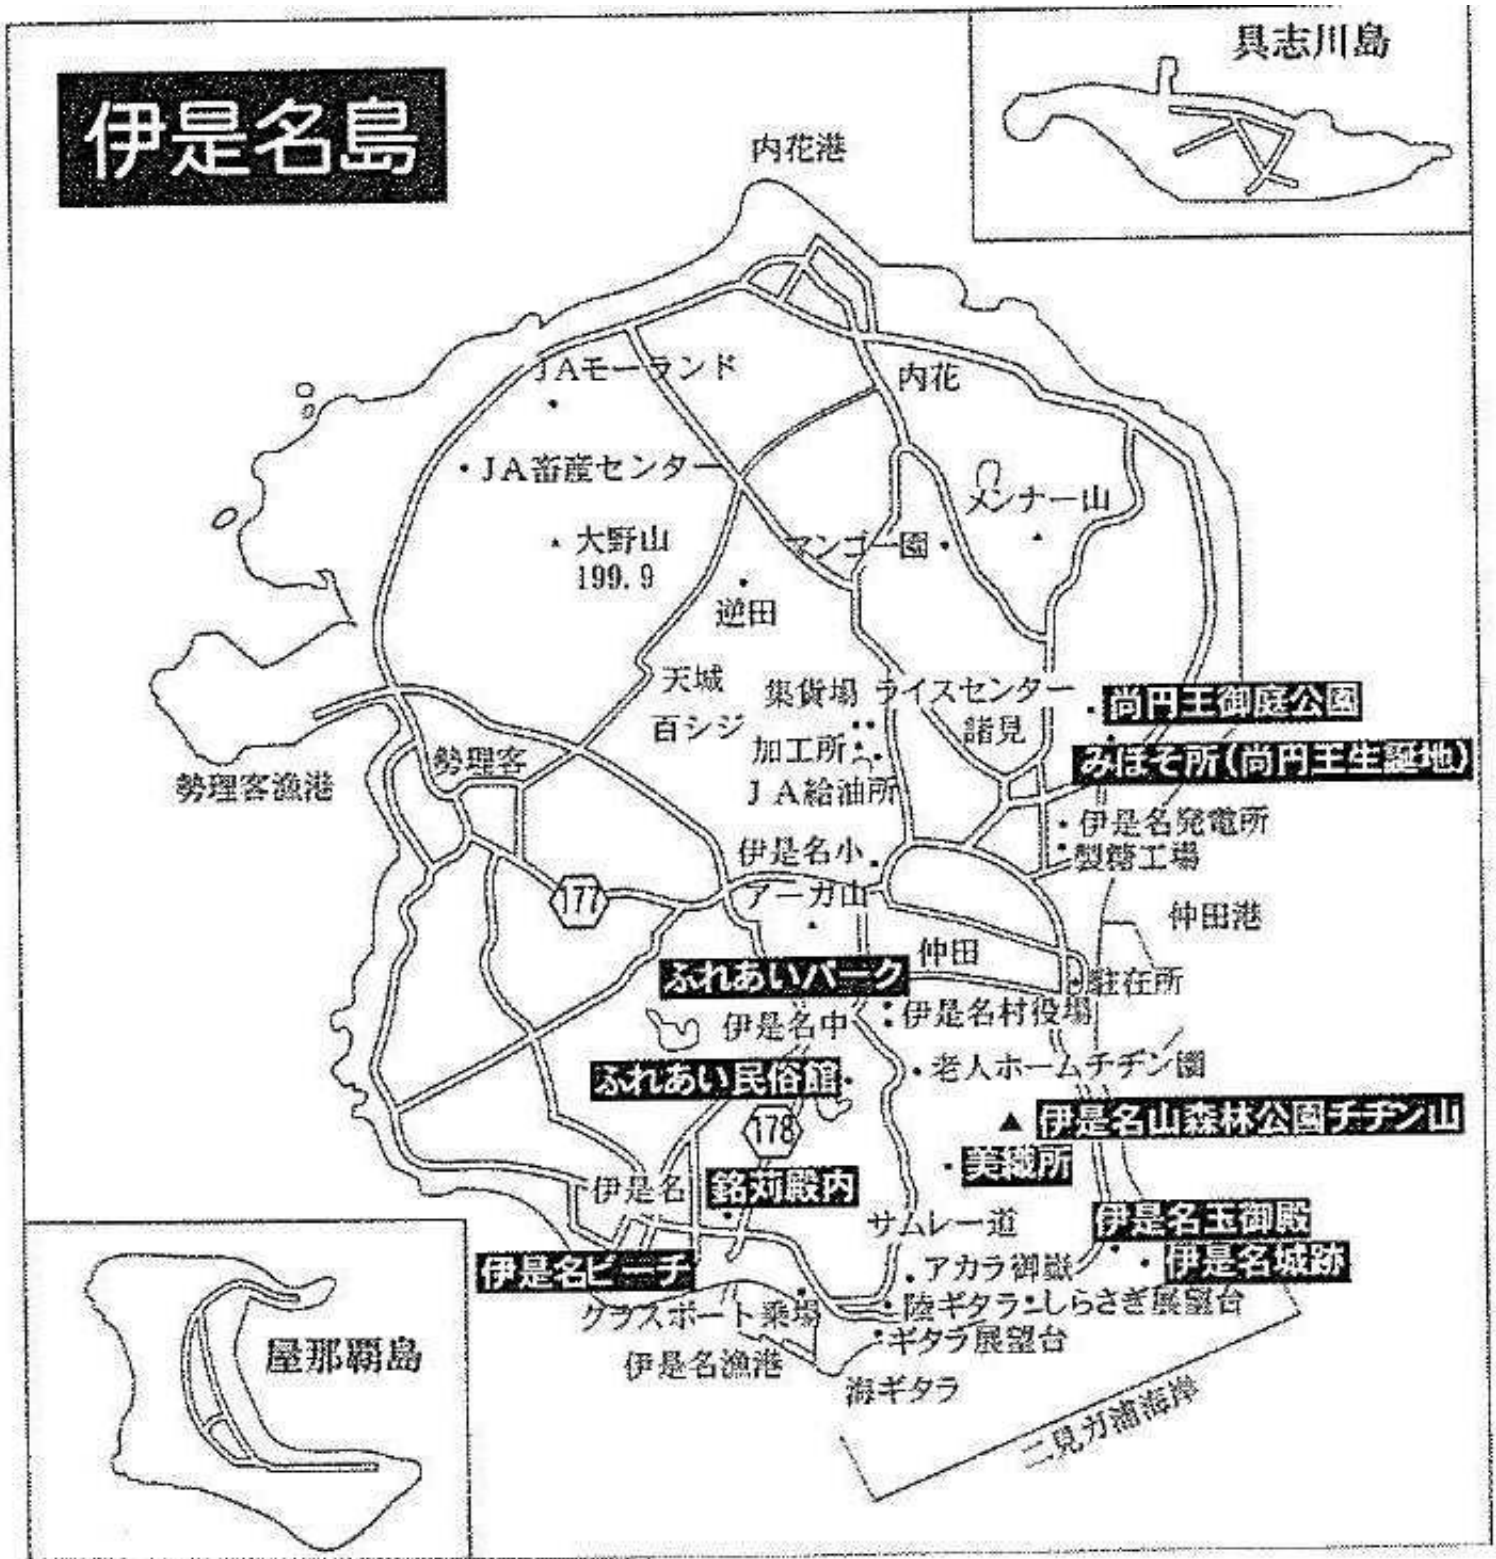 具志川島
伊是名島
内花港
JAモーランド
内花
JA畜産センター
メンナー山
大野山
199.9
マンゴー園
逆田
天城
集貨場
ライスセンター
尚円王御庭公園
百シジ
諸見
勢理客
加工所
みほそ所(尚円王生誕地)
勢理客漁港
JA給油所
伊是名発電所
伊是名小
製糖工場
177
アーガ山
仲田港
仲田
ふれあいパーク
駐在所
伊是名中
伊是名村役場
ふれあい民俗館
老人ホームチヂン園
178
伊是名山森林公園チヂン山
美織所
伊是名
銘苅殿内
サムレー道
伊是名玉御殿
伊是名ビーチ
アカラ御嶽
伊是名城跡
グラスボート乗場
陸ギタラ
しらさぎ展望台
屋那覇島
ギタラ展望台
伊是名漁港
海ギタラ
二見ガ浦海岸